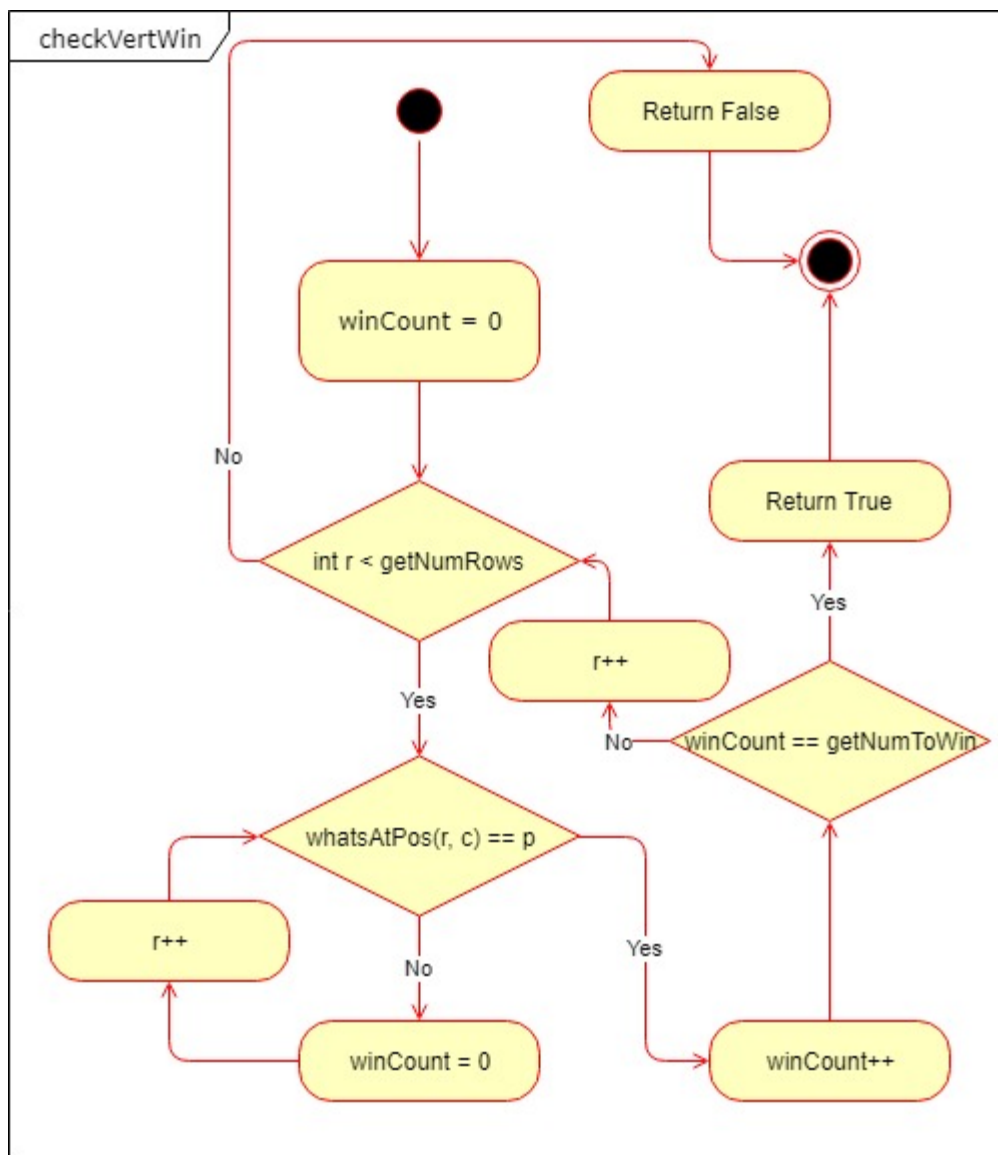 checkVertWin
Return False
winCount = 0
No
Return True
int r < getNumRows
Yes
r++
Yes
No
winCount == getNumToWin
whatsAtPos(r, c) == p
r++
Yes
No
winCount = 0
winCount++